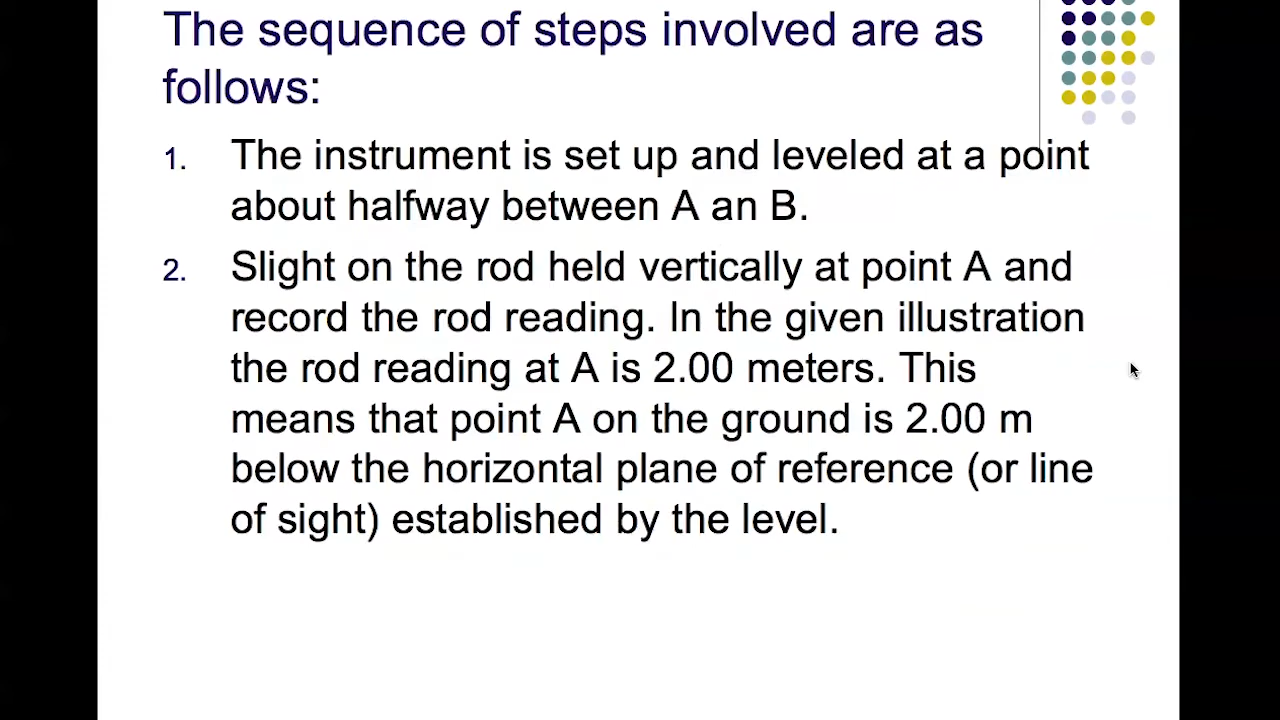 The sequence of steps involved are as
follows:
1. The instrument is set up and leveled at a point
about halfway between A an B.
2. Slight on the rod held vertically at point A and
record the rod reading. In the given illustration
the rod reading at A is 2.00 meters. This
means that point A on the ground is 2.00 m
below the horizontal plane of reference (or line
of sight) established by the level.